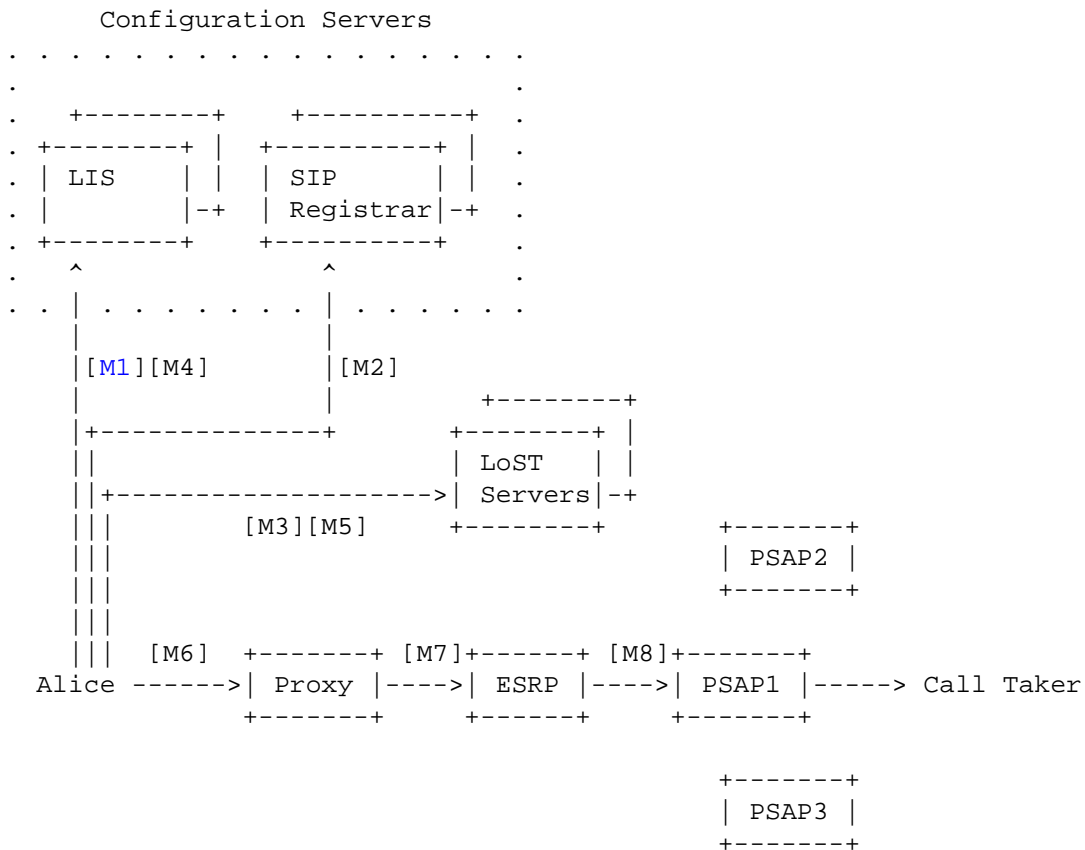 Configuration Servers
LIS SIP
Registrar
[M1][M4] [M2]
LoST
Servers
[M3][M5]
PSAP2
[M6] [M7] [M8]
Alice Proxy ESRP PSAP1 Call Taker
PSAP3